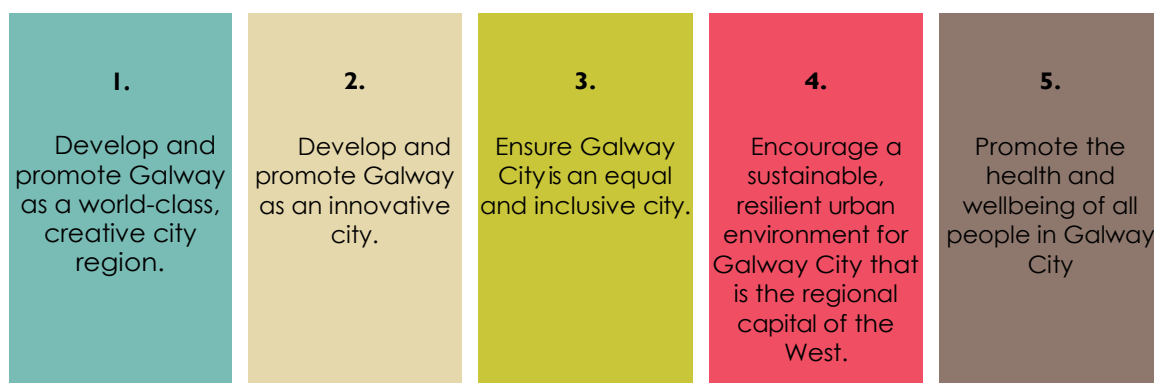 1.
Develop and
promote Galway
as a world-class,
creative city
region.
2.
Develop and
promote Galway
as an innovative
city.
3.
Ensure Galway
City is an equal
and inclusive city.
4.
Encourage a
sustainable,
resilient urban
environment for
Galway City that
is the regional
capital of the
West.
5.
Promote the
health and
wellbeing of all
people in Galway
City